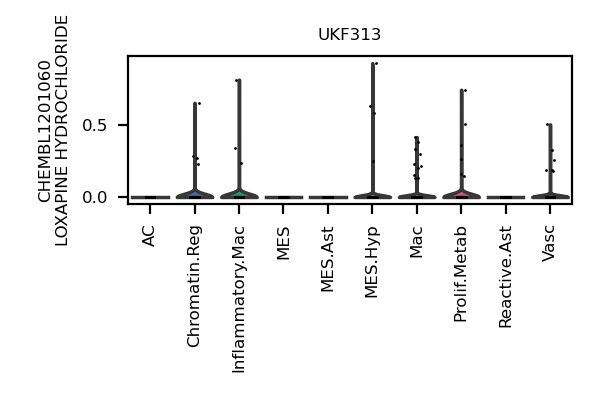 UKF313
CHEMBL1201060
LOXAPINE HYDROCHLORIDE
0.5
0.0
AC
Chromatin.Reg
Inflammatory.Mac
MES
MES.Ast
MES.Hyp
Mac
Prolif.Metab
Reactive.Ast
Vasc